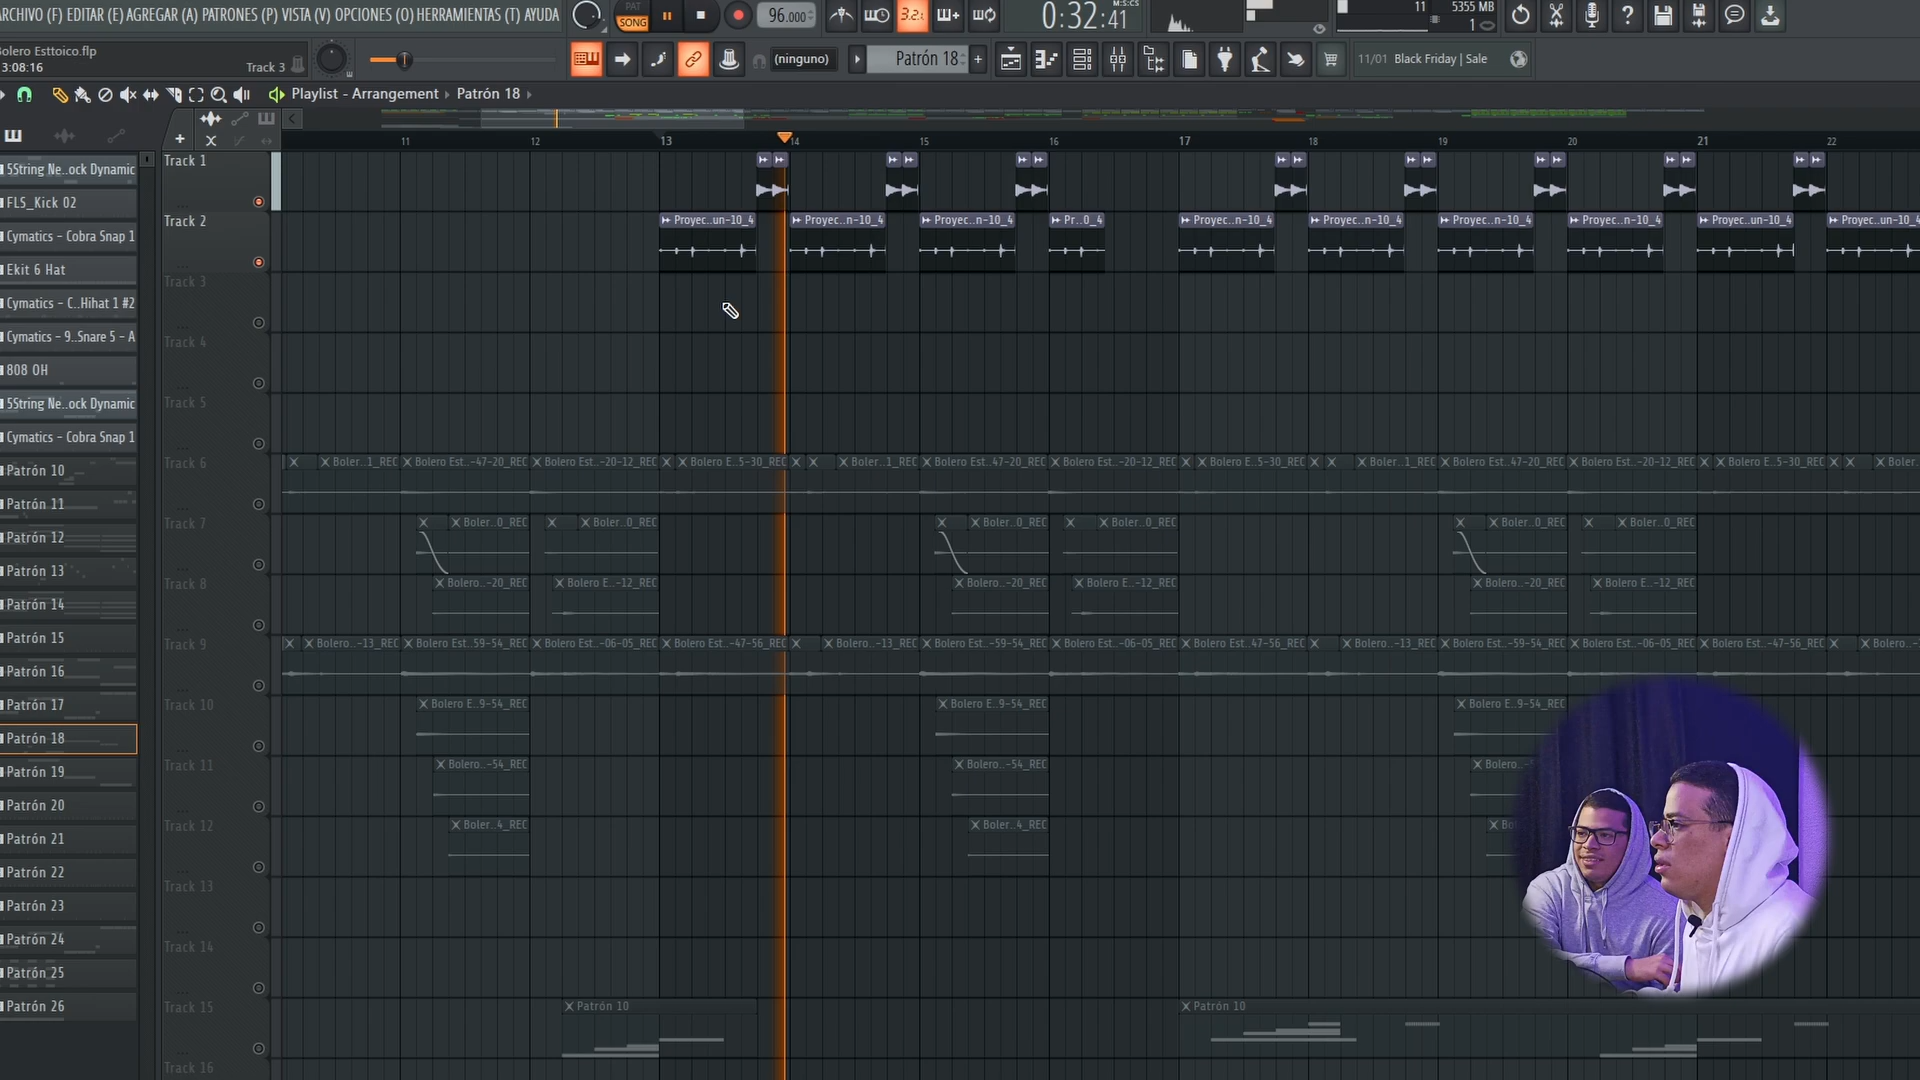 ARCHIVO (F) EDITAR (E) AGREGAR (A) PATRONES (P) VISTA (V) OPCIONES (O) HERRAMIENTAS (T) AYUDA
PAT
SONG
96.000
3.2.
0:32:41
M:S:CS
11
5355 MB
1
Bolero Esttoico.flp
3:08:16
Track 3
(ninguno)
Patrón 18
11/01 Black Friday | Sale
Playlist - Arrangement › Patrón 18 ›
11 12 13 14 15 16 17 18 19 20 21 22
5String Ne..ock Dynamic
FLS_Kick 02
Cymatics - Cobra Snap 1
Ekit 6 Hat
Cymatics - C..Hihat 1 #2
Cymatics - 9..Snare 5 - A
808 OH
5String Ne..ock Dynamic
Cymatics - Cobra Snap 1
Patrón 10
Patrón 11
Patrón 12
Patrón 13
Patrón 14
Patrón 15
Patrón 16
Patrón 17
Patrón 18
Patrón 19
Patrón 20
Patrón 21
Patrón 22
Patrón 23
Patrón 24
Patrón 25
Patrón 26
Track 1
Track 2
Proyec..un-10_4 Proyec..n-10_4 Proyec..n-10_4 Pr..0_4 Proyec..n-10_4 Proyec..n-10_4 Proyec..n-10_4 Proyec..n-10_4 Proyec..un-10_4 Proyec..un-10_4
Track 3
Track 4
Track 5
Track 6
Boler..1_REC Bolero Est..-47-20_REC Bolero Est..-20-12_REC Bolero E..5-30_REC Boler..1_REC Bolero Est..47-20_REC Bolero Est..-20-12_REC Bolero E..5-30_REC Boler..1_REC Bolero Est..47-20_REC Bolero Est..-20-12_REC Bolero E..5-30_REC Boler..
Track 7
Boler..0_REC Boler..0_REC Boler..0_REC Boler..0_REC Boler..0_REC Boler..0_REC
Track 8
Bolero..-20_REC Bolero E..-12_REC Bolero..-20_REC Bolero E..-12_REC Bolero..-20_REC Bolero E..-12_REC
Track 9
Bolero..-13_REC Bolero Est..59-54_REC Bolero Est..-06-05_REC Bolero Est..-47-56_REC Bolero..-13_REC Bolero Est..-59-54_REC Bolero Est..-06-05_REC Bolero Est..47-56_REC Bolero..-13_REC Bolero Est..-59-54_REC Bolero Est..-06-05_REC Bolero Est..-47-56_REC Bolero..-
Track 10
Bolero E..9-54_REC Bolero E..9-54_REC Bolero E..9-54_REC
Track 11
Bolero..-54_REC Bolero..-54_REC Bolero..-
Track 12
Boler..4_REC Boler..4_REC Bo
Track 13
Track 14
Track 15
Patrón 10 Patrón 10
Track 16